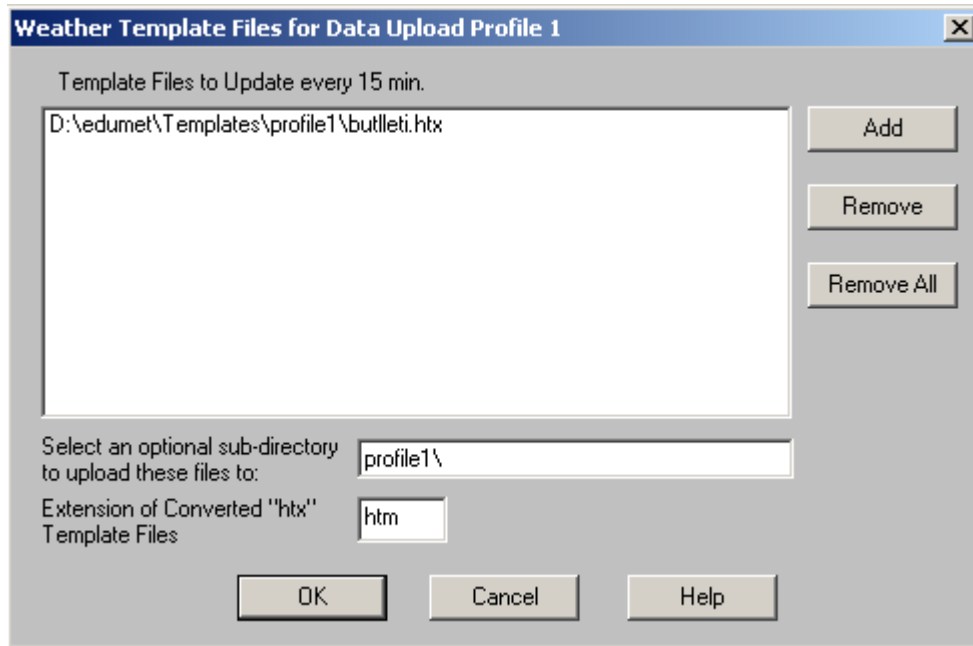 Weather Template Files for Data Upload Profile 1
Template Files to Update every 15 min.
D:\edumet\Templates\profile1\butlleti.htx
Add
Remove
Remove All
Select an optional sub-directory
to upload these files to:
profile1\
Extension of Converted "htx"
Template Files
htm
OK
Cancel
Help